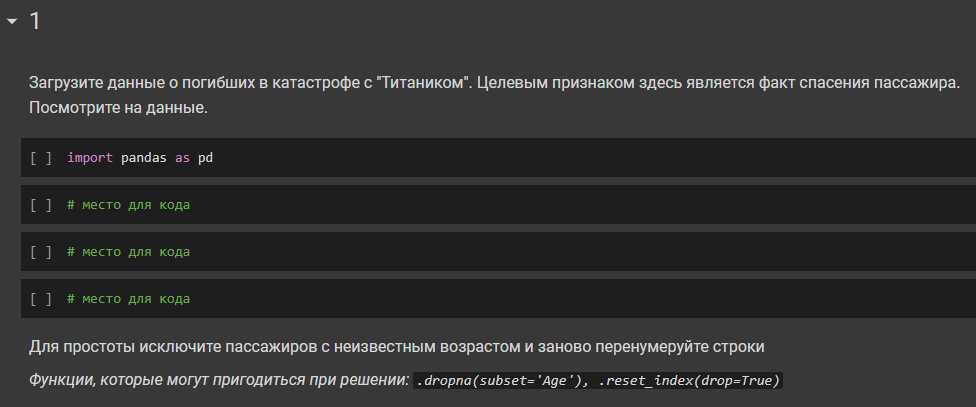 1
Загрузите данные о погибших в катастрофе с "Титаником". Целевым признаком здесь является факт спасения пассажира.
Посмотрите на данные.
[ ] import pandas as pd
[ ] # место для кода
[ ] # место для кода
[ ] # место для кода
Для простоты исключите пассажиров с неизвестным возрастом и заново перенумеруйте строки
Функции, которые могут пригодиться при решении: .dropna(subset='Age'), .reset_index(drop=True)